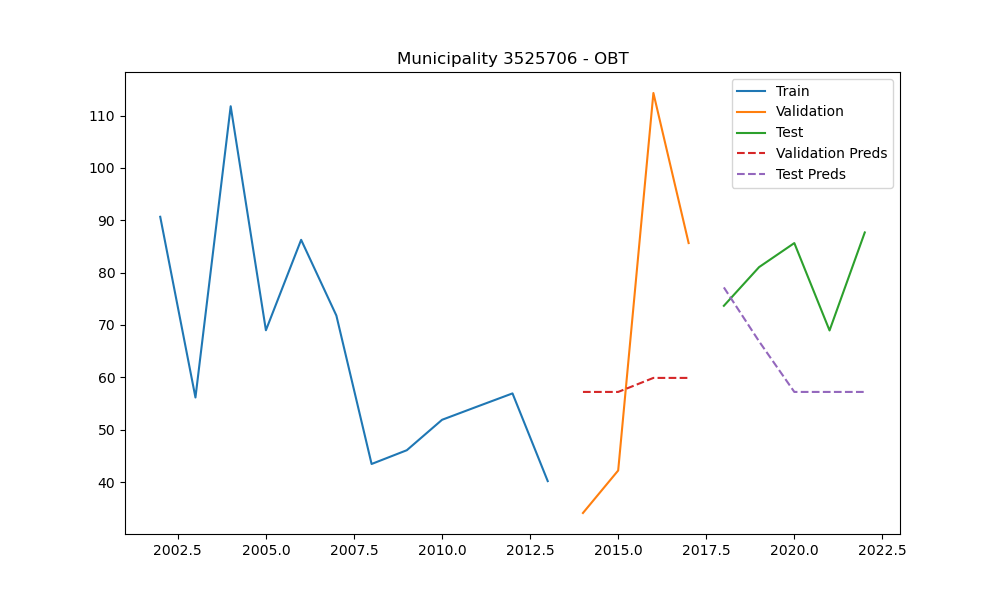 Municipality 3525706 - OBT
Train
Validation
Test
Validation Preds
Test Preds
110
100
90
80
70
60
50
40
2002.5 2005.0 2007.5 2010.0 2012.5 2015.0 2017.5 2020.0 2022.5